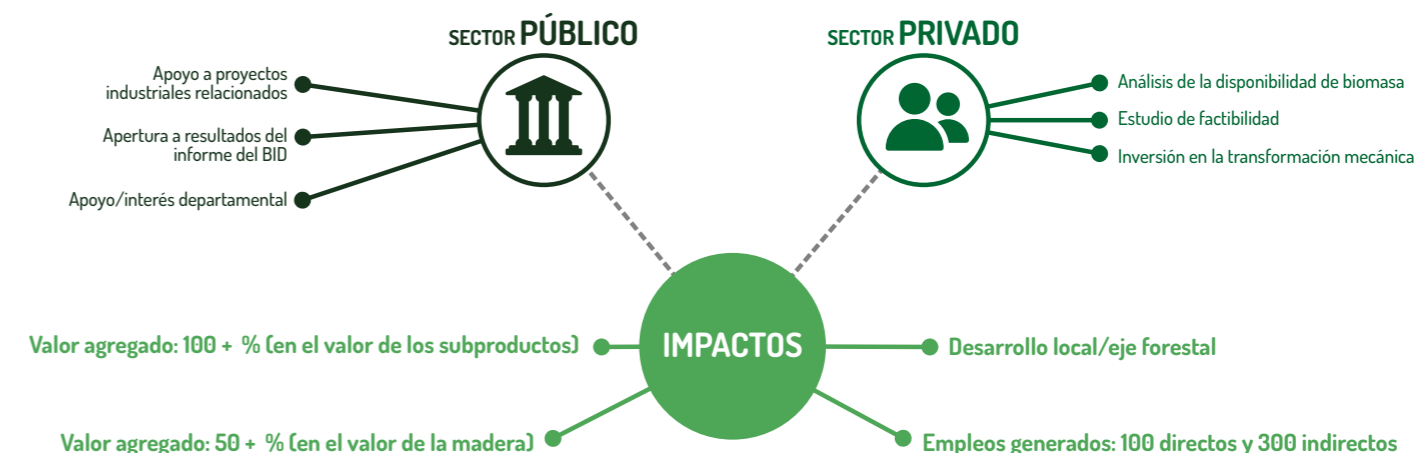 SECTOR PÚBLICO
Apoyo a proyectos
industriales relacionados
Apertura a resultados del
informe del BID
Apoyo/interés departamental
SECTOR PRIVADO
Análisis de la disponibilidad de biomasa
Estudio de factibilidad
Inversión en la transformación mecánica
IMPACTOS
Valor agregado: 100 + % (en el valor de los subproductos)
Valor agregado: 50 + % (en el valor de la madera)
Desarrollo local/eje forestal
Empleos generados: 100 directos y 300 indirectos